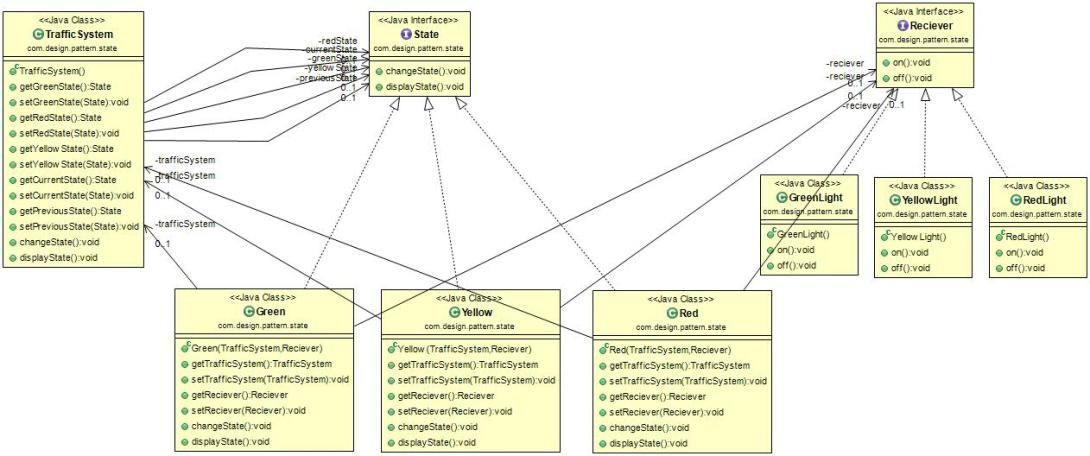 <<Java Class>>
TrafficSystem
com.design.pattern.state
TrafficSystem()
getGreenState():State
setGreenState(State):void
getRedState():State
setRedState(State):void
getYellowState():State
setYellowState(State):void
getCurrentState():State
setCurrentState(State):void
getPreviousState():State
setPreviousState(State):void
changeState():void
displayState():void
-redState
-currentState
-greenState
-yellowState
-previousState
0..1
0..1
<<Java Interface>>
State
com.design.pattern.state
changeState():void
displayState():void
<<Java Interface>>
Reciever
com.design.pattern.state
on():void
off():void
-reciever
-reciever
0..1
0..1
-reciever
0..1
-trafficSystem
0..1
-trafficSystem
0..1
-trafficSystem
0..1
<<Java Class>>
GreenLight
com.design.pattern.state
GreenLight()
on():void
off():void
<<Java Class>>
YellowLight
com.design.pattern.state
YellowLight()
on():void
off():void
<<Java Class>>
RedLight
com.design.pattern.state
RedLight()
on():void
off():void
<<Java Class>>
Green
com.design.pattern.state
Green(TrafficSystem,Reciever)
getTrafficSystem():TrafficSystem
setTrafficSystem(TrafficSystem):void
getReciever():Reciever
setReciever(Reciever):void
changeState():void
displayState():void
<<Java Class>>
Yellow
com.design.pattern.state
Yellow(TrafficSystem,Reciever)
getTrafficSystem():TrafficSystem
setTrafficSystem(TrafficSystem):void
getReciever():Reciever
setReciever(Reciever):void
changeState():void
displayState():void
<<Java Class>>
Red
com.design.pattern.state
Red(TrafficSystem,Reciever)
getTrafficSystem():TrafficSystem
setTrafficSystem(TrafficSystem):void
getReciever():Reciever
setReciever(Reciever):void
changeState():void
displayState():void